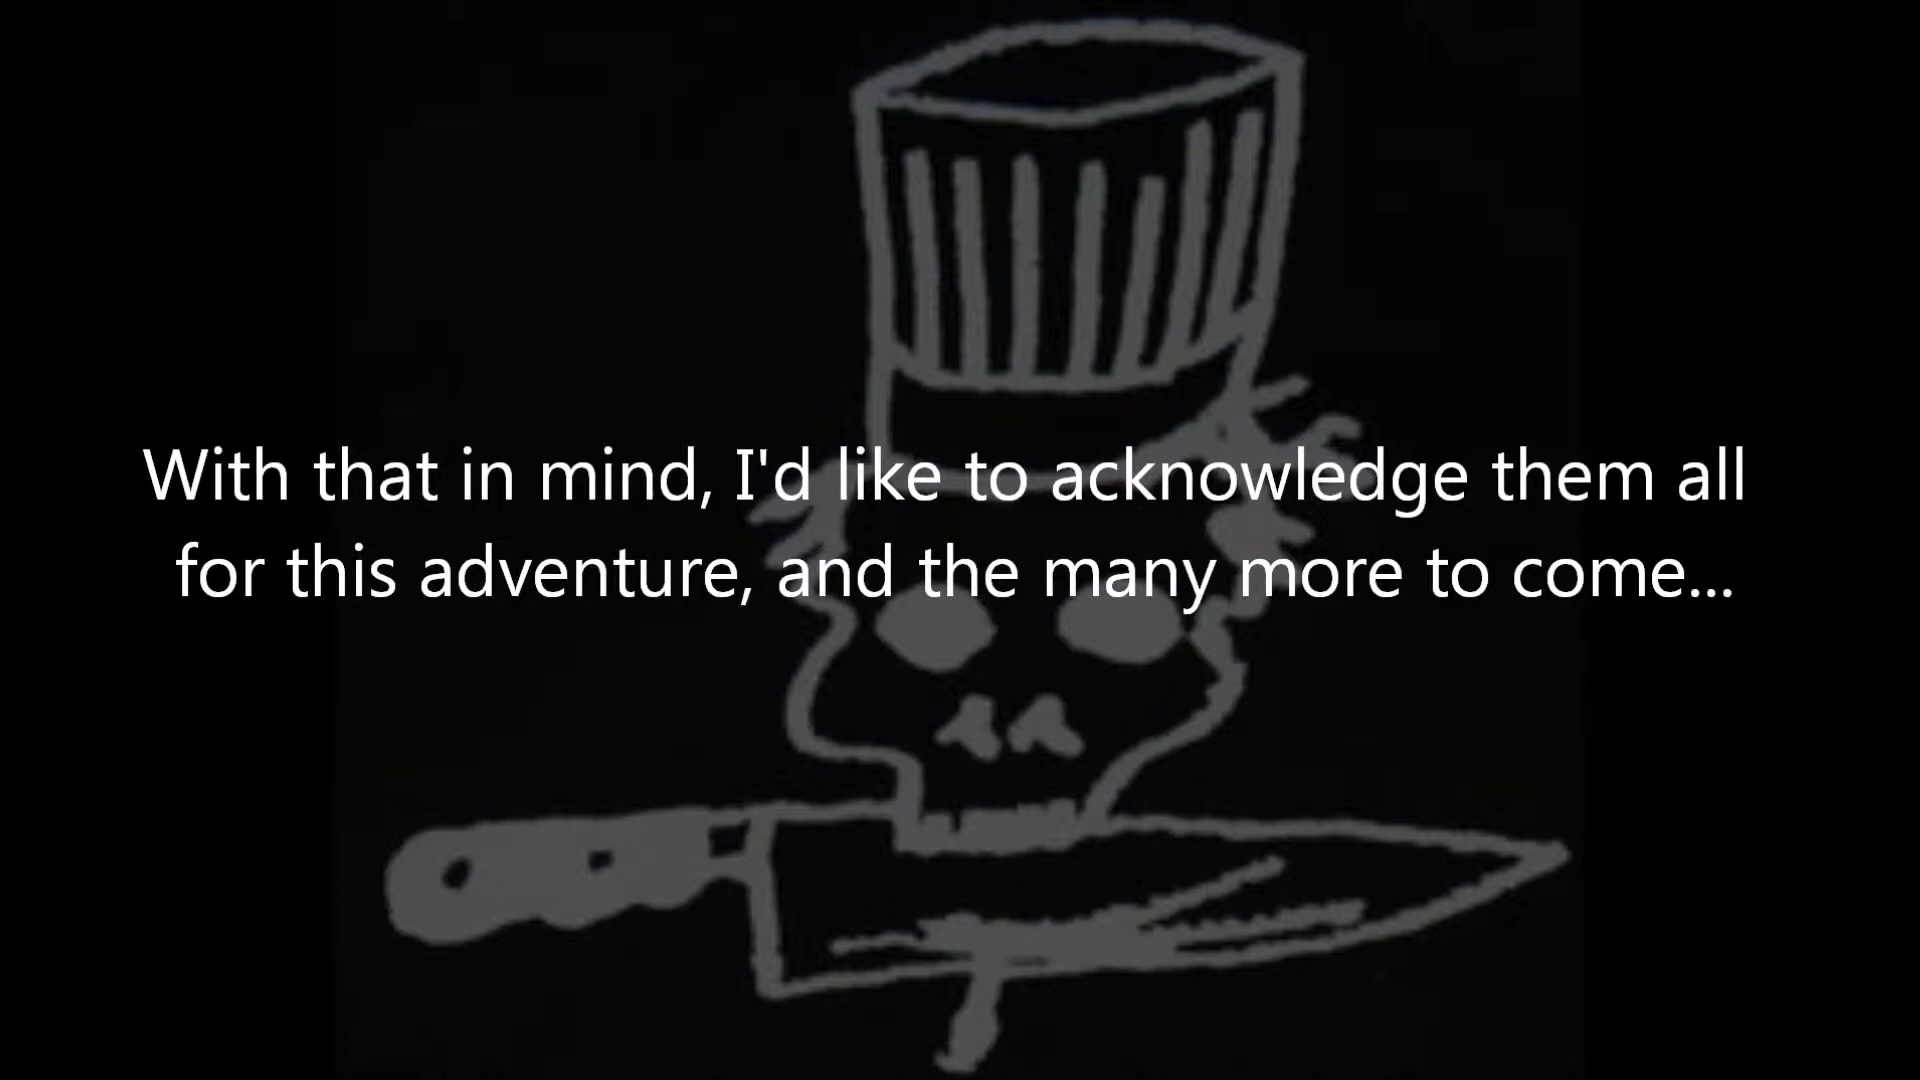 With that in mind, I'd like to acknowledge them all
for this adventure, and the many more to come...